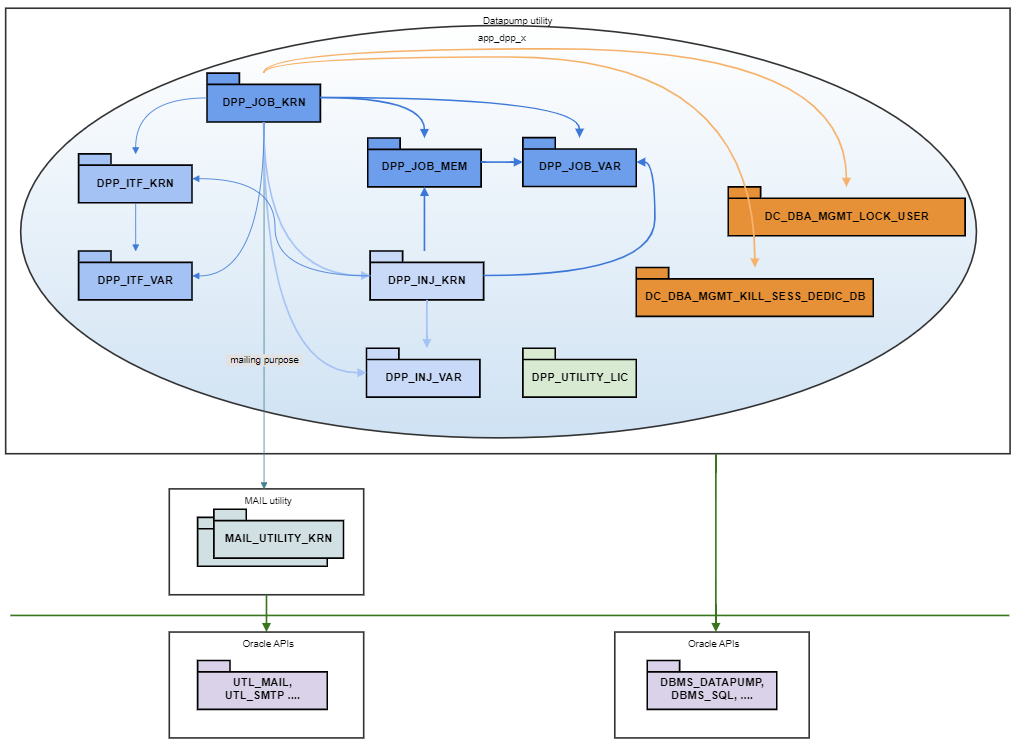 Datapump utility
app_dpp_x
DPP_JOB_KRN
DPP_JOB_MEM
DPP_JOB_VAR
DPP_ITF_KRN
DC_DBA_MGMT_LOCK_USER
DPP_ITF_VAR
DPP_INJ_KRN
DC_DBA_MGMT_KILL_SESS_DEDIC_DB
mailing purpose
DPP_INJ_VAR
DPP_UTILITY_LIC
MAIL utility
MAIL_UTILITY_KRN
Oracle APIs
UTL_MAIL,
UTL_SMTP ....
Oracle APIs
DBMS_DATAPUMP,
DBMS_SQL, ....